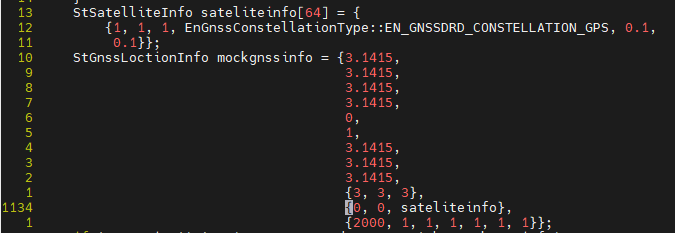 13 StSatelliteInfo sateliteinfo[64] = {
12 {1, 1, 1, EnGnssConstellationType::EN_GNSSDRD_CONSTELLATION_GPS, 0.1,
11 0.1}};
10 StGnssLoctionInfo mockgnssinfo = {3.1415,
9 3.1415,
8 3.1415,
7 3.1415,
6 0,
5 1,
4 3.1415,
3 3.1415,
2 3.1415,
1 {3, 3, 3},
1134 {0, 0, sateliteinfo},
1 {2000, 1, 1, 1, 1, 1, 1}};